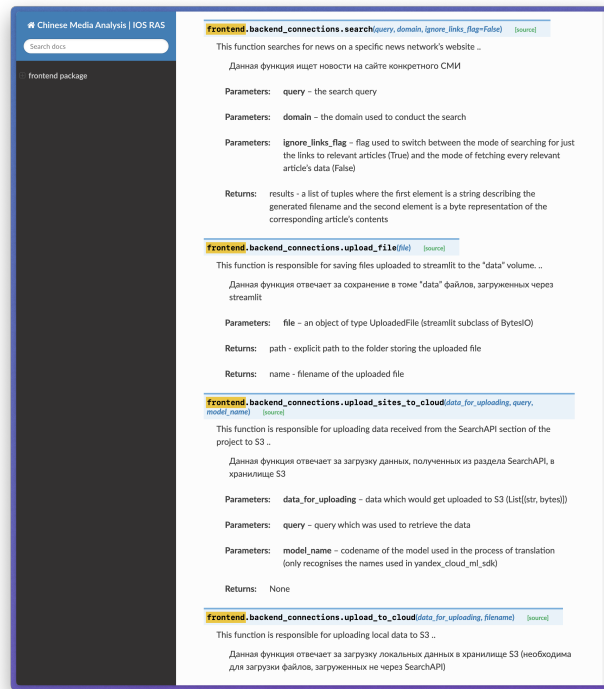 Chinese Media Analysis | IOS RAS
Search docs
frontend package
frontend.backend_connections.search(query, domain, ignore_links_flag=False) [source]
This function searches for news on a specific news network's website ..
Данная функция ищет новости на сайте конкретного СМИ
Parameters: query – the search query
Parameters: domain – the domain used to conduct the search
Parameters: ignore_links_flag – flag used to switch between the mode of searching for just
the links to relevant articles (True) and the mode of fetching every relevant
article's data (False)
Returns: results - a list of tuples where the first element is a string describing the
generated filename and the second element is a byte representation of the
corresponding article's contents
frontend.backend_connections.upload_file(file) [source]
This function is responsible for saving files uploaded to streamlit to the "data" volume. ..
Данная функция отвечает за сохранение в томе "data" файлов, загруженных через
streamlit
Parameters: file – an object of type UploadedFile (streamlit subclass of BytesIO)
Returns: path - explicit path to the folder storing the uploaded file
Returns: name - filename of the uploaded file
frontend.backend_connections.upload_sites_to_cloud(data_for_uploading, query,
model_name) [source]
This function is responsible for uploading data received from the SearchAPI section of the
project to S3 ..
Данная функция отвечает за загрузку данных, полученных из раздела SearchAPI, в
хранилище S3
Parameters: data_for_uploading – data which would get uploaded to S3 (List[(str, bytes)])
Parameters: query – query which was used to retrieve the data
Parameters: model_name – codename of the model used in the process of translation
(only recognises the names used in yandex_cloud_ml_sdk)
Returns: None
frontend.backend_connections.upload_to_cloud(data_for_uploading, filename) [source]
This function is responsible for uploading local data to S3 ..
Данная функция отвечает за загрузку локальных данных в хранилище S3 (необходима
для загрузки файлов, загруженных не через SearchAPI)